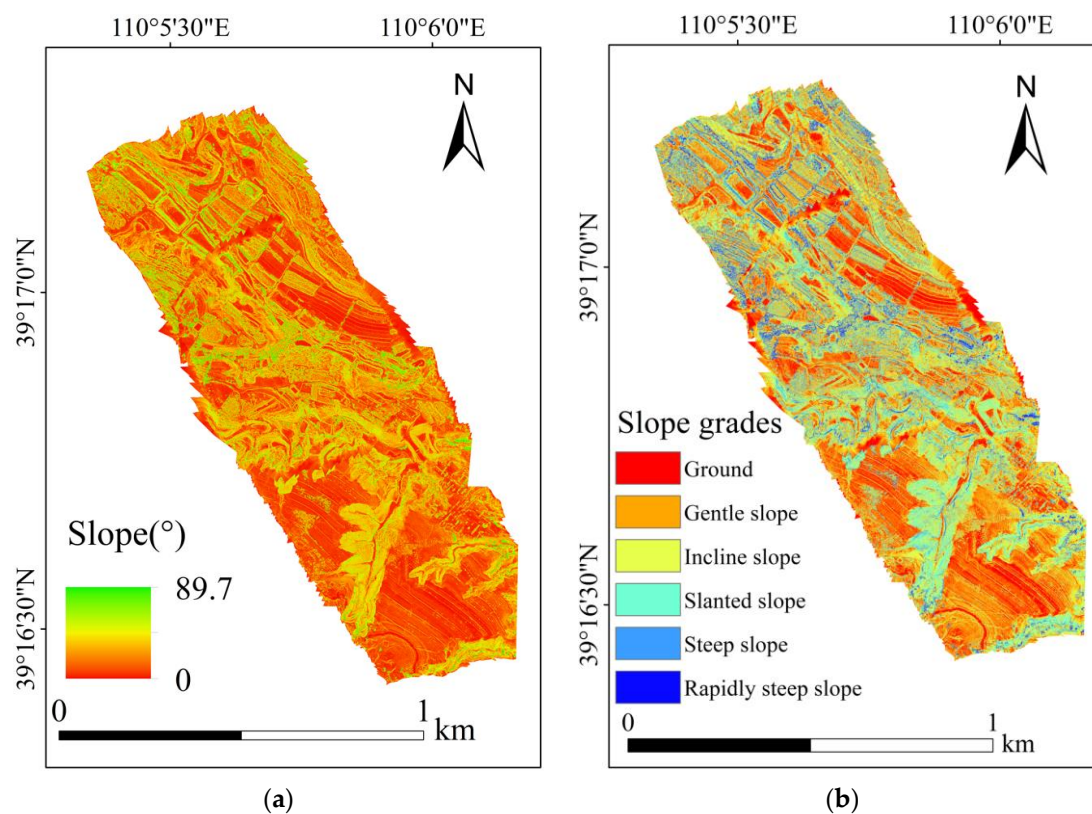 110°5'30"E
110°6'0"E
N
39°17'0"N
39°16'30"N
Slope(°)
89.7
0
0
1
km
(a)
110°5'30"E
110°6'0"E
N
39°17'0"N
39°16'30"N
Slope grades
Ground
Gentle slope
Incline slope
Slanted slope
Steep slope
Rapidly steep slope
0
1
km
(b)